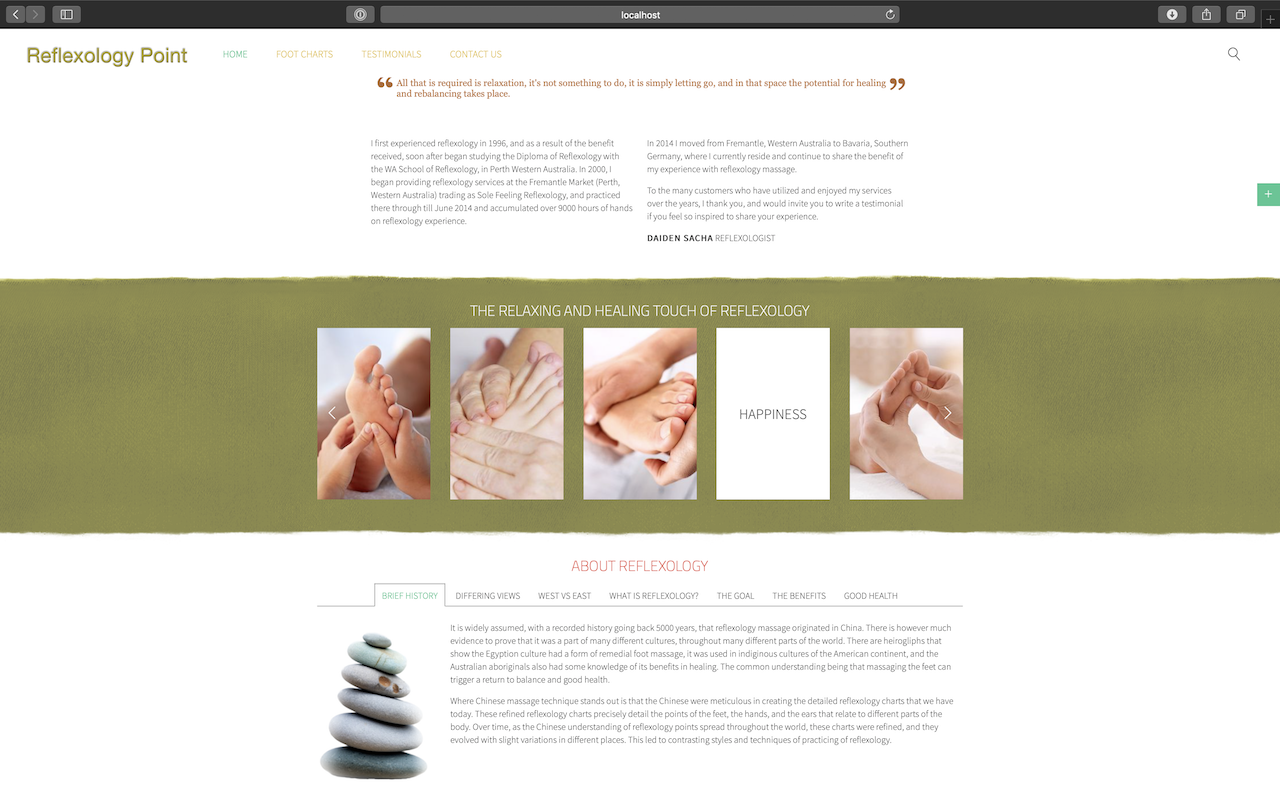 localhost
Reflexology Point
HOME FOOT CHARTS TESTIMONIALS CONTACT US
“ All that is required is relaxation, it's not something to do, it is simply letting go, and in that space the potential for healing ”
and rebalancing takes place.
I first experienced reflexology in 1996, and as a result of the benefit
received, soon after began studying the Diploma of Reflexology with
the WA School of Reflexology, in Perth Western Australia. In 2000, I
began providing reflexology services at the Fremantle Market (Perth,
Western Australia) trading as Sole Feeling Reflexology, and practiced
there through till June 2014 and accumulated over 9000 hours of hands
on reflexology experience.
In 2014 I moved from Fremantle, Western Australia to Bavaria, Southern
Germany, where I currently reside and continue to share the benefit of
my experience with reflexology massage.
To the many customers who have utilized and enjoyed my services
over the years, I thank you, and would invite you to write a testimonial
if you feel so inspired to share your experience.
DAIDEN SACHA REFLEXOLOGIST
+
THE RELAXING AND HEALING TOUCH OF REFLEXOLOGY
HAPPINESS
ABOUT REFLEXOLOGY
BRIEF HISTORY DIFFERING VIEWS WEST VS EAST WHAT IS REFLEXOLOGY? THE GOAL THE BENEFITS GOOD HEALTH
It is widely assumed, with a recorded history going back 5000 years, that reflexology massage originated in China. There is however much
evidence to prove that it was a part of many different cultures, throughout many different parts of the world. There are heirogliphs that
show the Egyption culture had a form of remedial foot massage, it was used in indiginous cultures of the American continent, and the
Australian aboriginals also had some knowledge of its benefits in healing. The common understanding being that massaging the feet can
trigger a return to balance and good health.
Where Chinese massage technique stands out is that the Chinese were meticulous in creating the detailed reflexology charts that we have
today. These refined reflexology charts precisely detail the points of the feet, the hands, and the ears that relate to different parts of the
body. Over time, as the Chinese understanding of reflexology points spread throughout the world, these charts were refined, and they
evolved with slight variations in different places. This led to contrasting styles and techniques of practicing of reflexology.